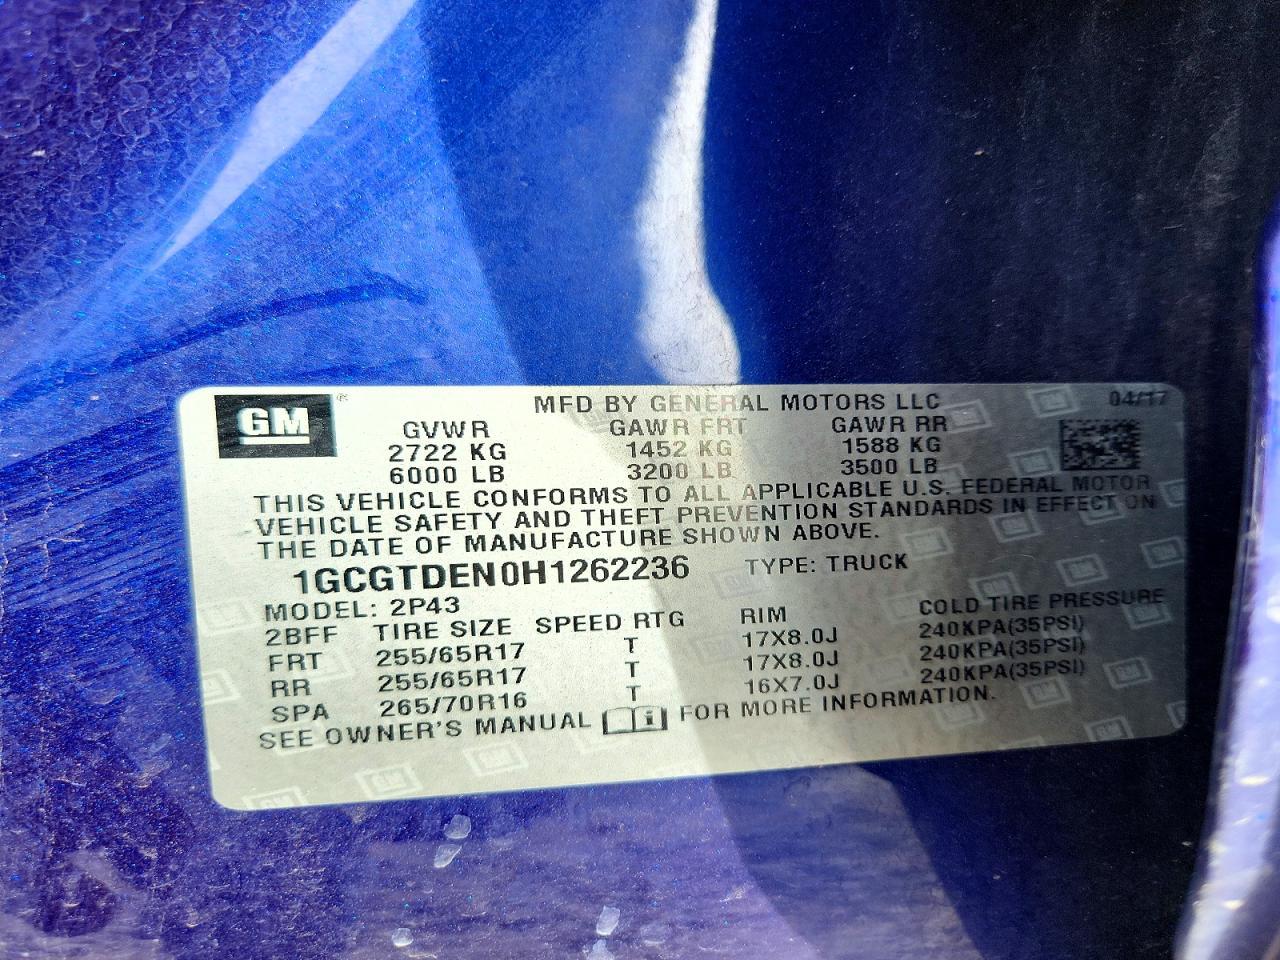 GM ® MFD BY GENERAL MOTORS LLC 04/17
GVWR GAWR FRT GAWR RR
2722 KG 1452 KG 1588 KG
6000 LB 3200 LB 3500 LB
THIS VEHICLE CONFORMS TO ALL APPLICABLE U.S. FEDERAL MOTOR
VEHICLE SAFETY AND THEFT PREVENTION STANDARDS IN EFFECT ON
THE DATE OF MANUFACTURE SHOWN ABOVE.
1GCGTDEN0H1262236 TYPE: TRUCK
MODEL: 2P43
2BFF TIRE SIZE SPEED RTG RIM COLD TIRE PRESSURE
FRT 255/65R17 T 17X8.0J 240KPA(35PSI)
RR 255/65R17 T 17X8.0J 240KPA(35PSI)
SPA 265/70R16 T 16X7.0J 240KPA(35PSI)
SEE OWNER'S MANUAL i FOR MORE INFORMATION.